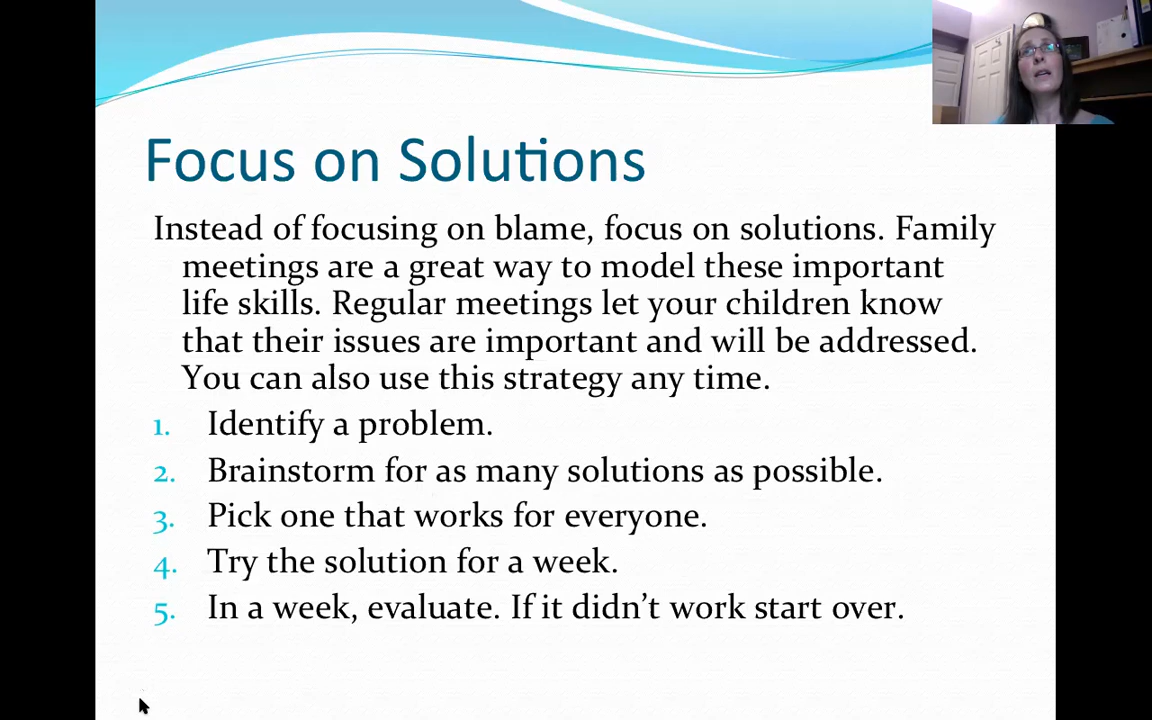 Focus on Solutions
Instead of focusing on blame, focus on solutions. Family
meetings are a great way to model these important
life skills. Regular meetings let your children know
that their issues are important and will be addressed.
You can also use this strategy any time.
1. Identify a problem.
2. Brainstorm for as many solutions as possible.
3. Pick one that works for everyone.
4. Try the solution for a week.
5. In a week, evaluate. If it didn’t work start over.